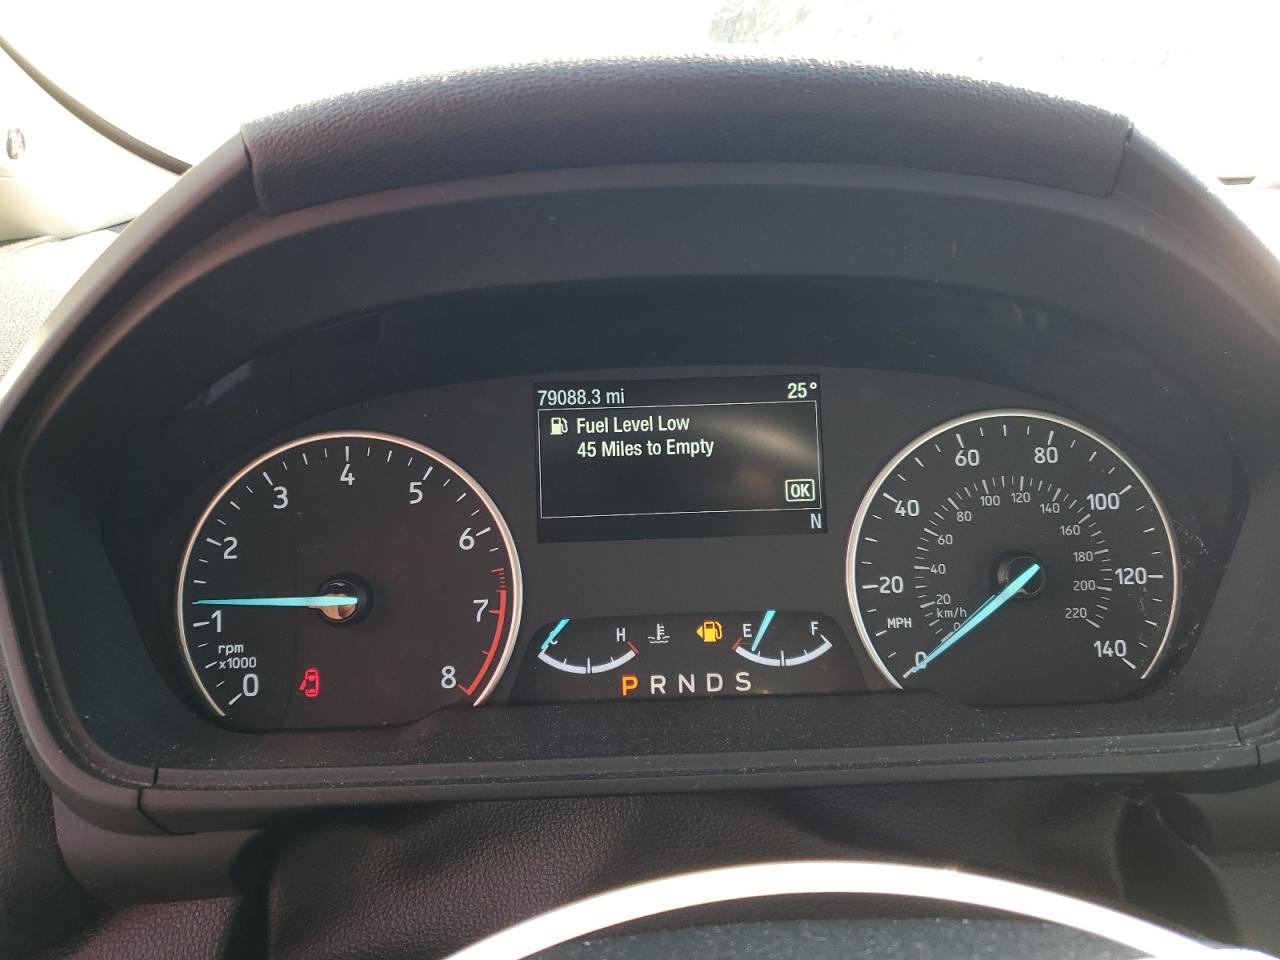 79088.3 mi 25°
Fuel Level Low
45 Miles to Empty
OK
N
0 1 2 3 4 5 6 7 8
rpm
x1000
C H
E F
P R N D S
0 20 40 60 80 100 120 140
MPH
0 20 40 60 80 100 120 140 160 180 200 220
km/h